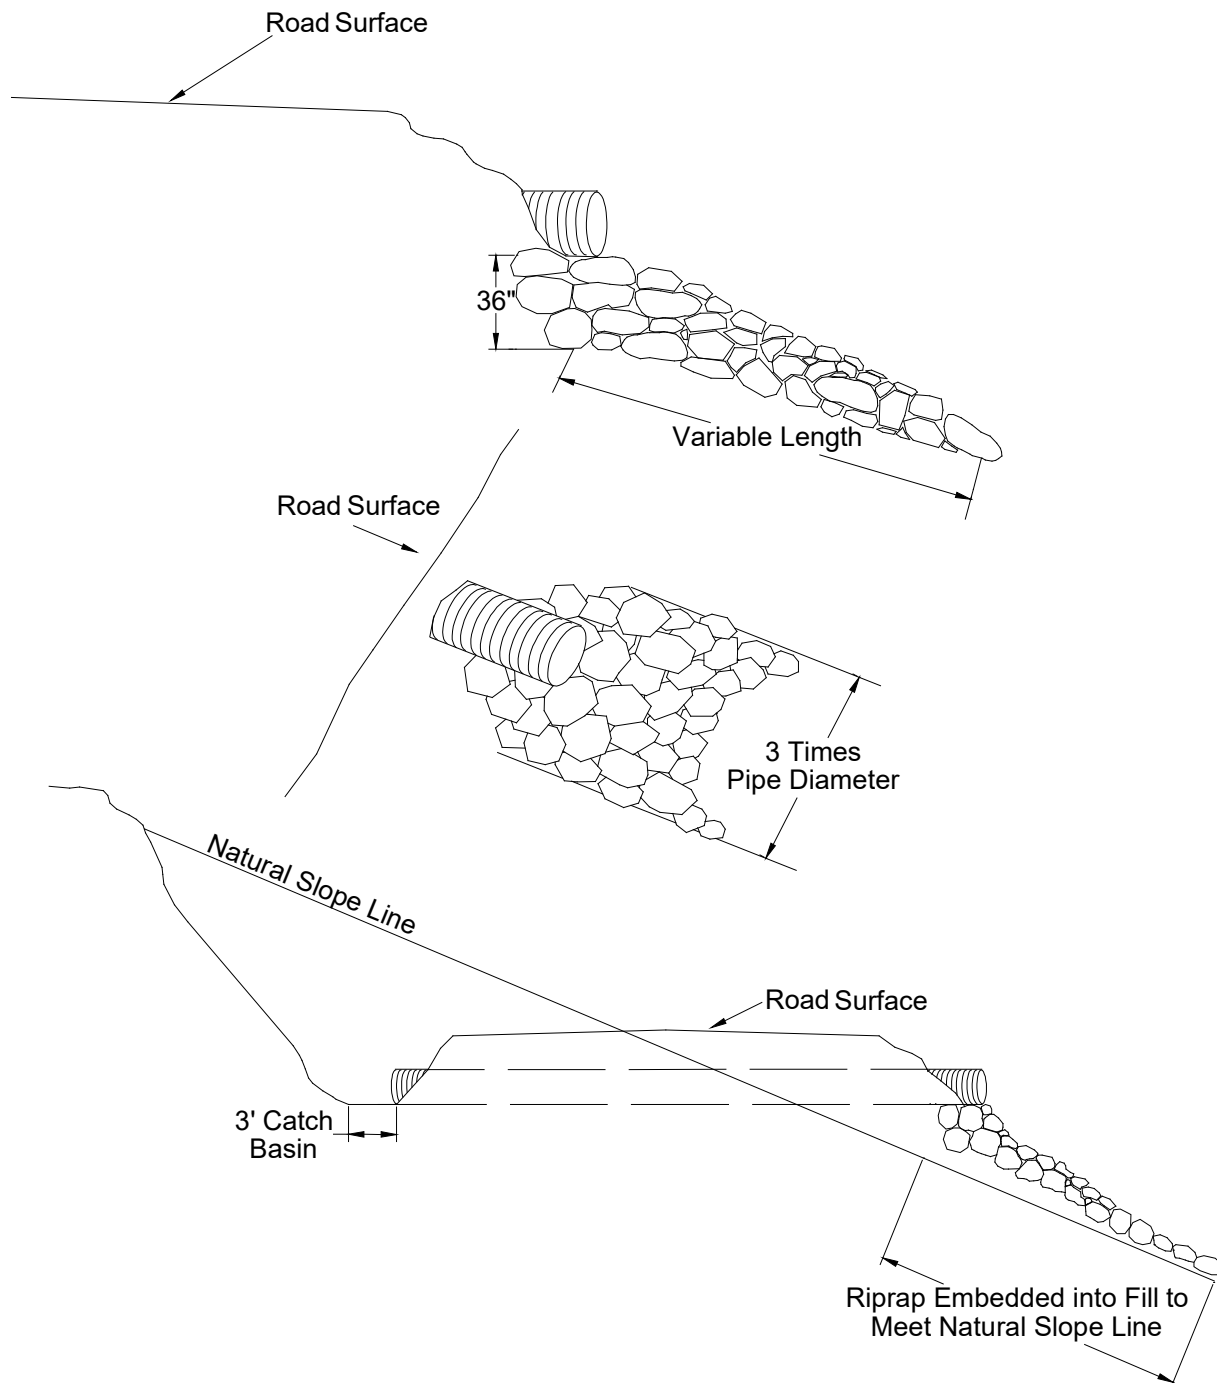 Road Surface
36"
Variable Length
Road Surface
3 Times
Pipe Diameter
Natural Slope Line
Road Surface
3' Catch
Basin
Riprap Embedded into Fill to
Meet Natural Slope Line